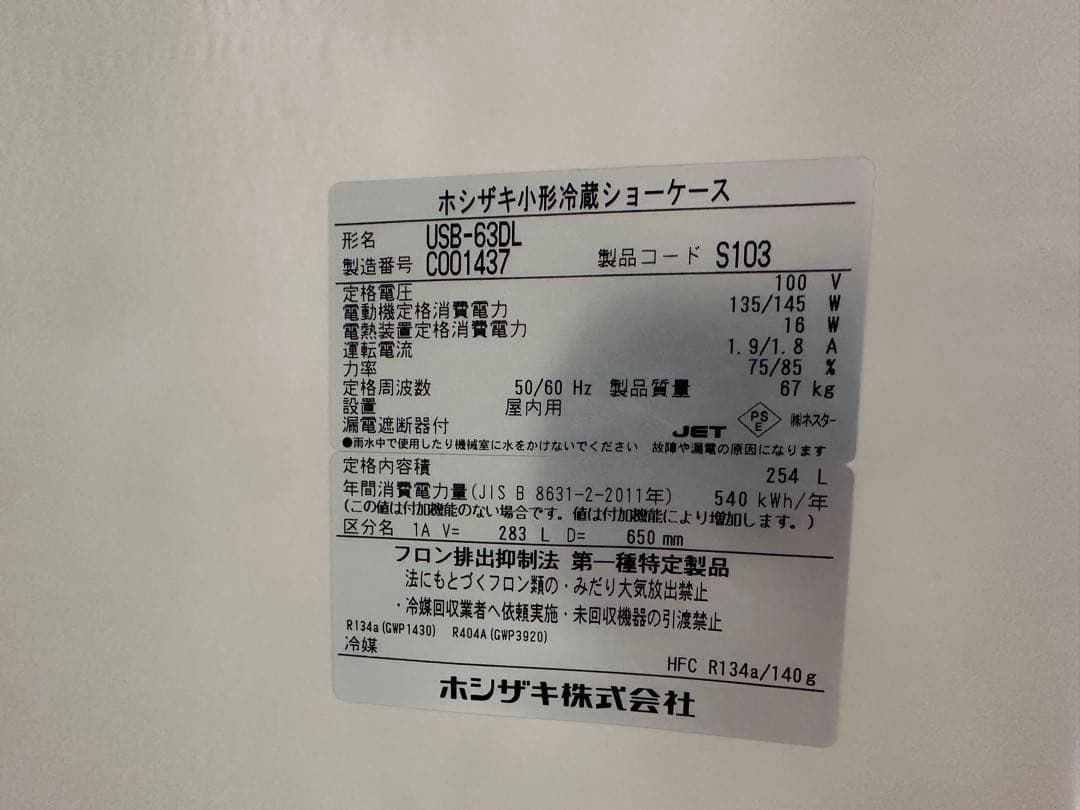 ホシザキ小形冷蔵ショーケース
形名 USB-63DL
製造番号 C001437 製品コード S103
定格電圧 100 V
電動機定格消費電力 135/145 W
電熱装置定格消費電力 16 W
運転電流 1.9/1.8 A
力率 75/85 %
定格周波数 50/60 Hz 製品質量 67 kg
設置 屋内用
漏電遮断器付 JET PS E ㈱ネスター
●雨水中で使用したり機械室に水をかけないでください 故障や漏電の原因になります
定格内容積 254 L
年間消費電力量(JIS B 8631-2-2011年) 540 kWh/年
(この値は付加機能のない場合です。値は付加機能により増加します。)
区分名 1A V= 283 L D= 650 mm
フロン排出抑制法 第一種特定製品
法にもとづくフロン類の・みだり大気放出禁止
・冷媒回収業者へ依頼実施・未回収機器の引渡禁止
R134a(GWP1430) R404A(GWP3920)
冷媒 HFC R134a/140g
ホシザキ株式会社